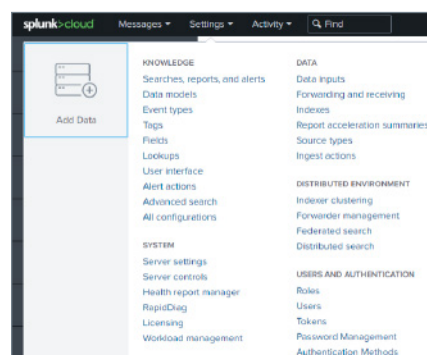 splunk>cloud Messages Settings Activity Find
Add Data
KNOWLEDGE
Searches, reports, and alerts
Data models
Event types
Tags
Fields
Lookups
User interface
Alert actions
Advanced search
All configurations
SYSTEM
Server settings
Server controls
Health report manager
RapidDiag
Licensing
Workload management
DATA
Data inputs
Forwarding and receiving
Indexes
Report acceleration summaries
Source types
Ingest actions
DISTRIBUTED ENVIRONMENT
Indexer clustering
Forwarder management
Federated search
Distributed search
USERS AND AUTHENTICATION
Roles
Users
Tokens
Password Management
Authentication Methods